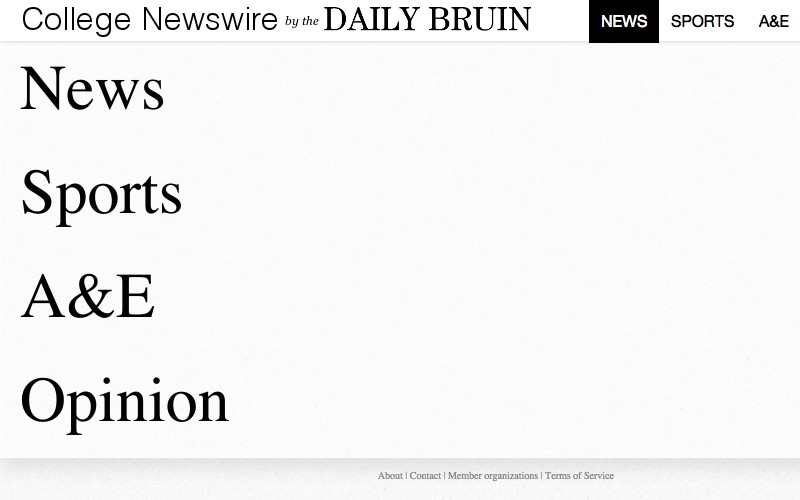 College Newswire by the DAILY BRUIN NEWS SPORTS A&E
News
Sports
A&E
Opinion
About | Contact | Member organizations | Terms of Service